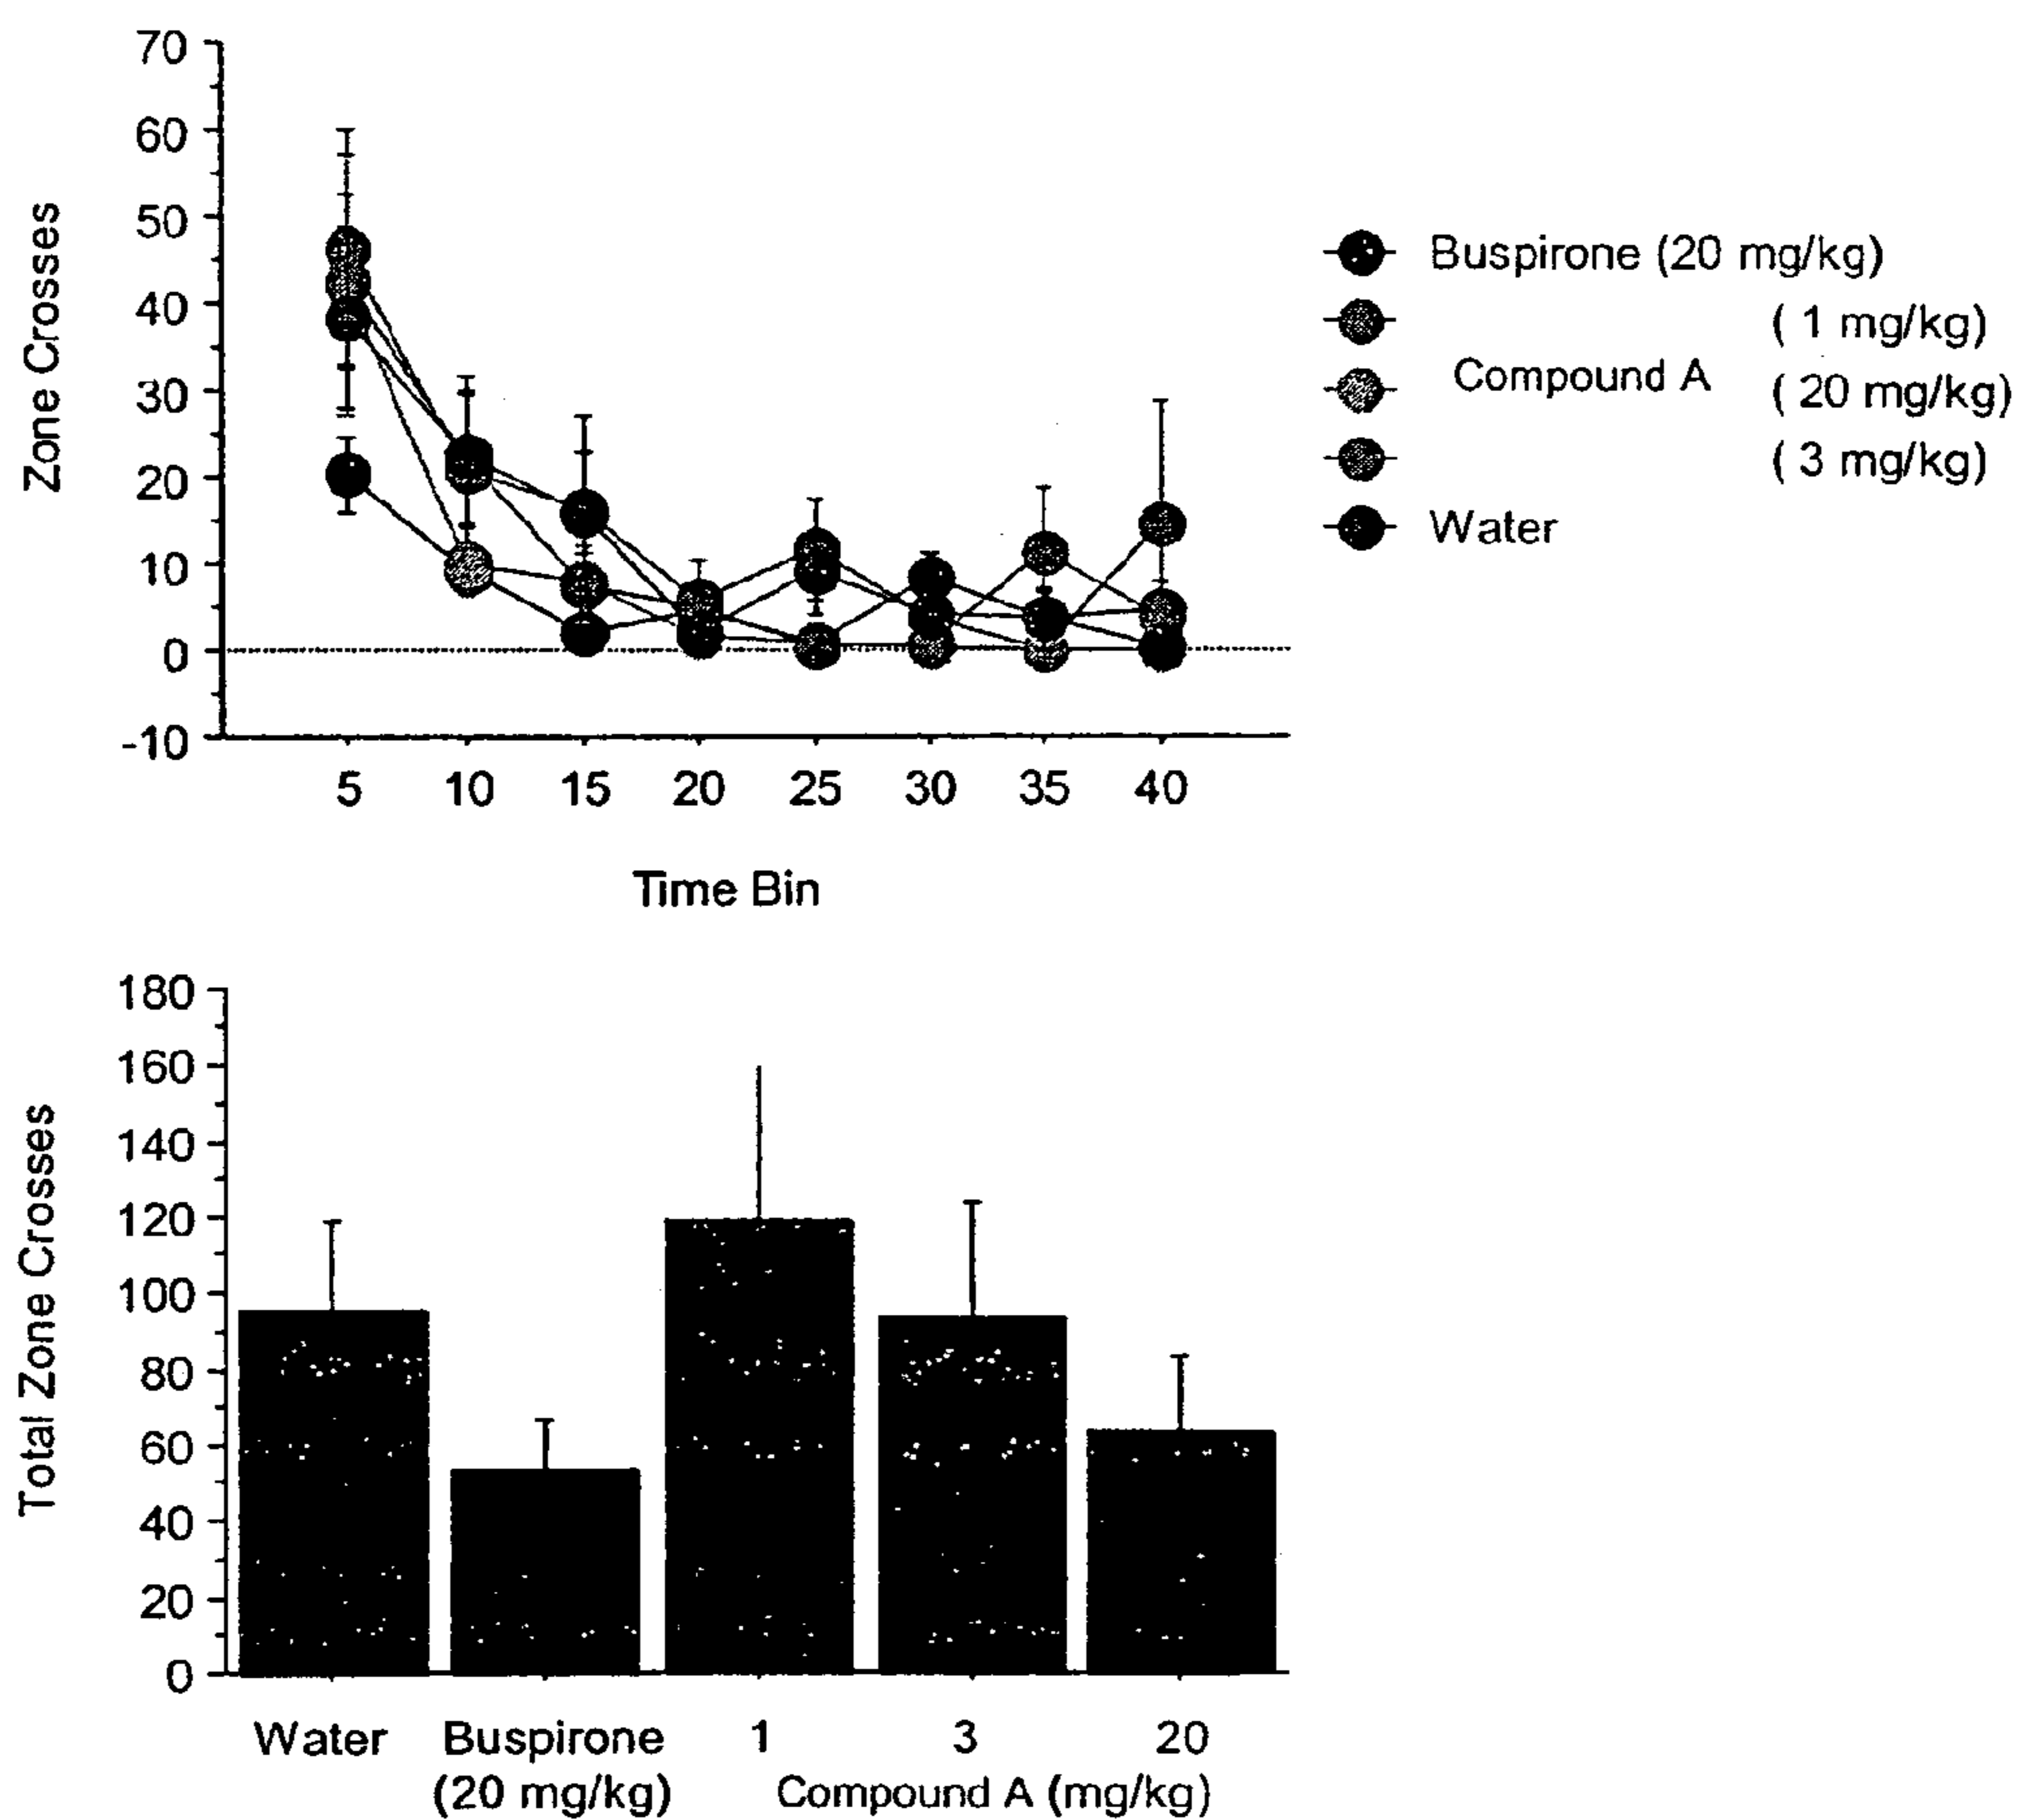 70
60
50
40
30
20
10
0
-10
Zone Crosses
5 10 15 20 25 30 35 40
Time Bin
Buspirone (20 mg/kg)
( 1 mg/kg)
Compound A
( 20 mg/kg)
( 3 mg/kg)
Water
180
160
140
120
100
80
60
40
20
0
Total Zone Crosses
Water Buspirone 1 3 20
(20 mg/kg) Compound A (mg/kg)